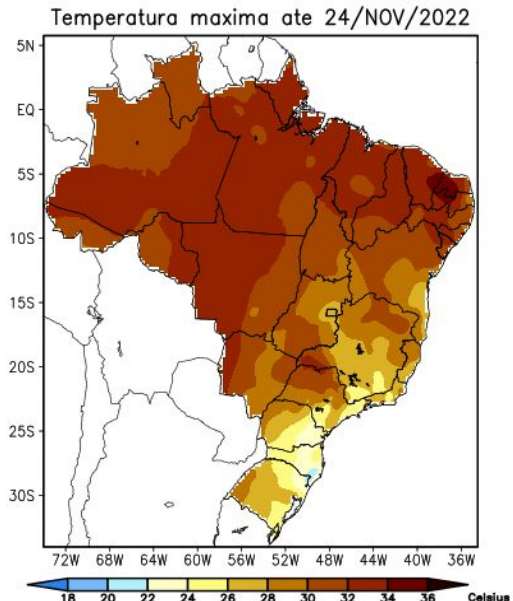 Temperatura maxima ate 24/NOV/2022
5N
EQ
5S
10S
15S
20S
25S
30S
72W 68W 64W 60W 56W 52W 48W 44W 40W 36W
18 20 22 24 26 28 30 32 34 36 Celsius